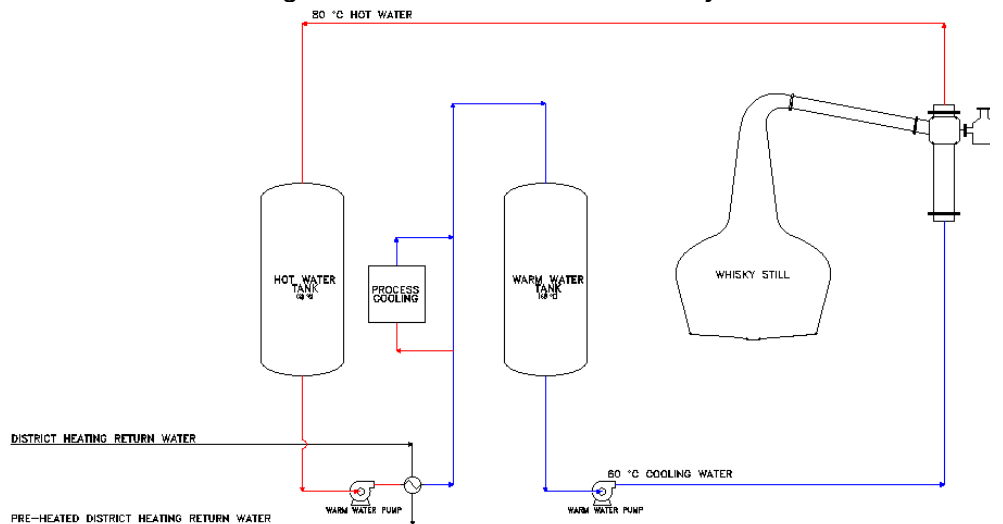 80 °C HOT WATER
HOT WATER
TANK
PROCESS
COOLING
WARM WATER
TANK
WHISKY STILL
DISTRICT HEATING RETURN WATER
60 °C COOLING WATER
WARM WATER PUMP
WARM WATER PUMP
PRE-HEATED DISTRICT HEATING RETURN WATER